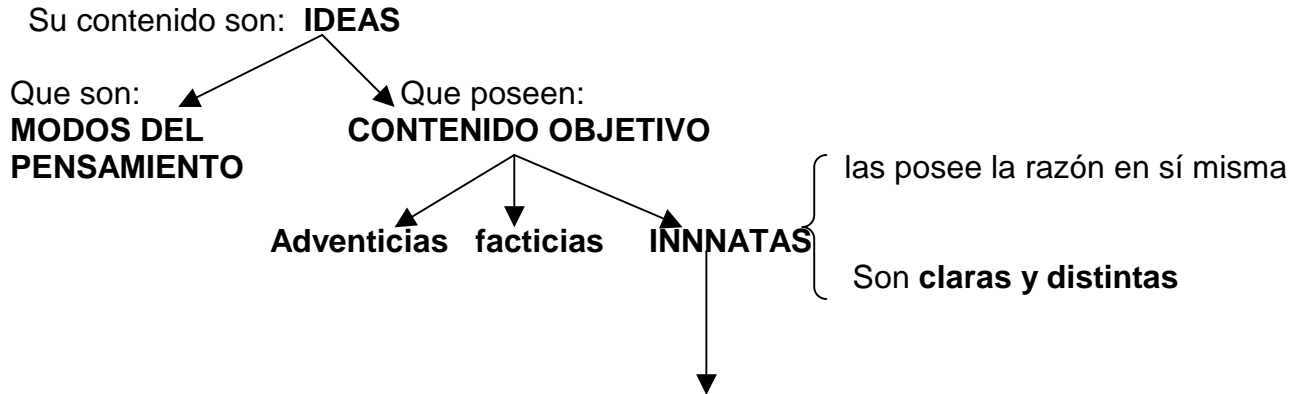 Su contenido son: IDEAS
Que son: Que poseen:
MODOS DEL CONTENIDO OBJETIVO
PENSAMIENTO las posee la razón en sí misma
Adventicias facticias INNNATAS
Son claras y distintas